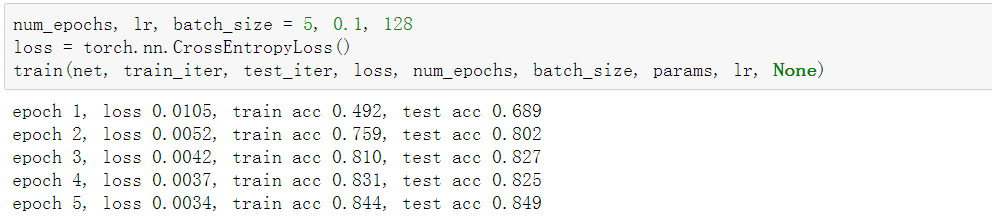 num_epochs, lr, batch_size = 5, 0.1, 128
loss = torch.nn.CrossEntropyLoss()
train(net, train_iter, test_iter, loss, num_epochs, batch_size, params, lr, None)
epoch 1, loss 0.0105, train acc 0.492, test acc 0.689
epoch 2, loss 0.0052, train acc 0.759, test acc 0.802
epoch 3, loss 0.0042, train acc 0.810, test acc 0.827
epoch 4, loss 0.0037, train acc 0.831, test acc 0.825
epoch 5, loss 0.0034, train acc 0.844, test acc 0.849